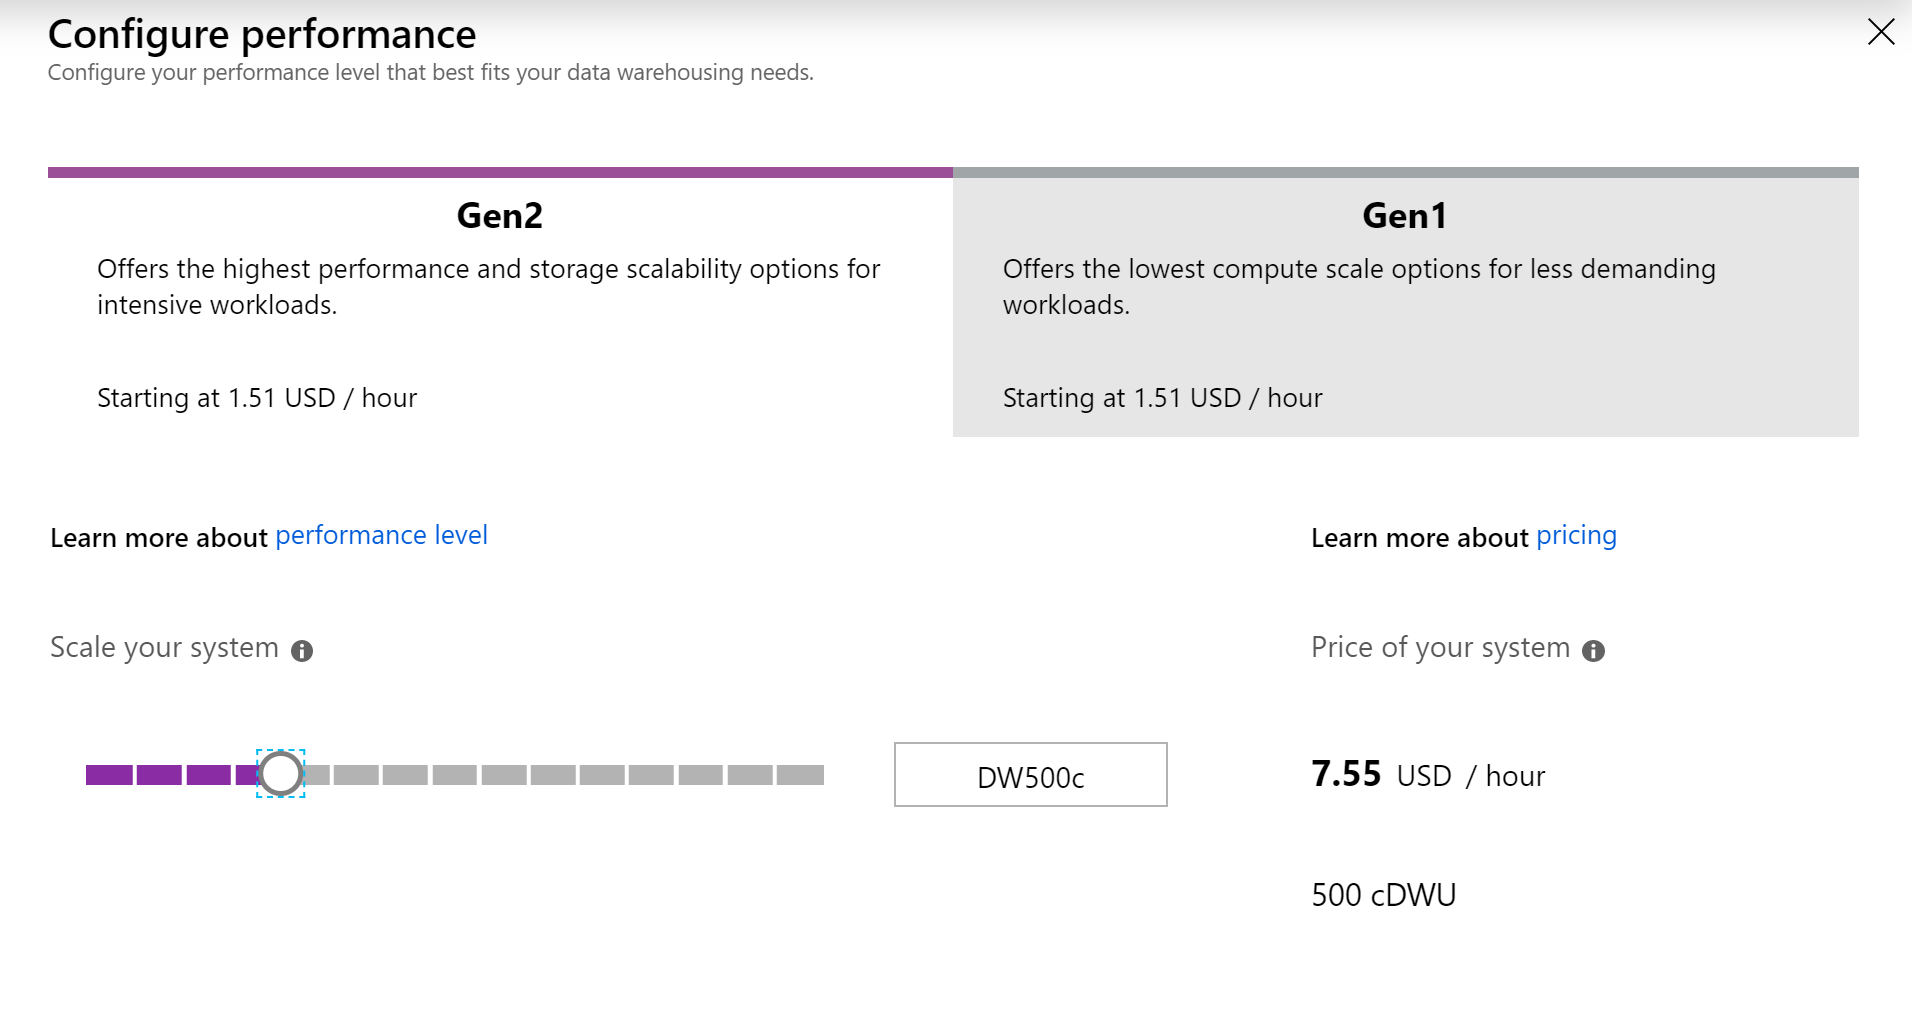 Configure performance
Configure your performance level that best fits your data warehousing needs.
Gen2
Offers the highest performance and storage scalability options for
intensive workloads.
Starting at 1.51 USD / hour
Gen1
Offers the lowest compute scale options for less demanding
workloads.
Starting at 1.51 USD / hour
Learn more about performance level
Learn more about pricing
Scale your system
Price of your system
DW500c
7.55 USD / hour
500 cDWU